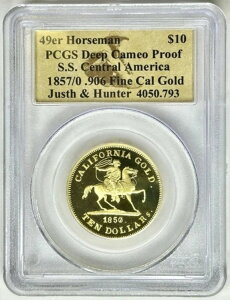 49er Horseman $10
PCGS Deep Cameo Proof
S.S. Central America
1857/0 .906 Fine Cal Gold
Justh & Hunter 4050.793
CALIFORNIA GOLD
1850
TEN DOLLARS.